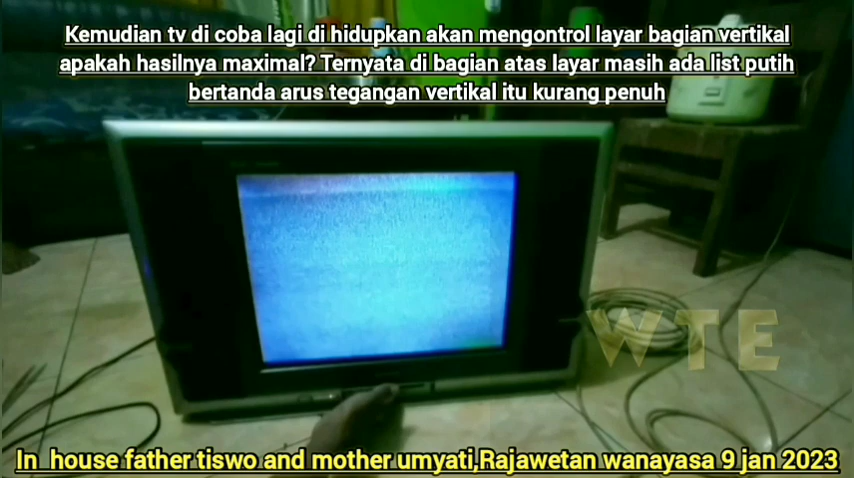 Kemudian tv di coba lagi di hidupkan akan mengontrol layar bagian vertikal
apakah hasilnya maximal? Ternyata di bagian atas layar masih ada list putih
bertanda arus tegangan vertikal itu kurang penuh
WTE
In house father tiswo and mother umyati,Rajawetan wanayasa 9 jan 2023